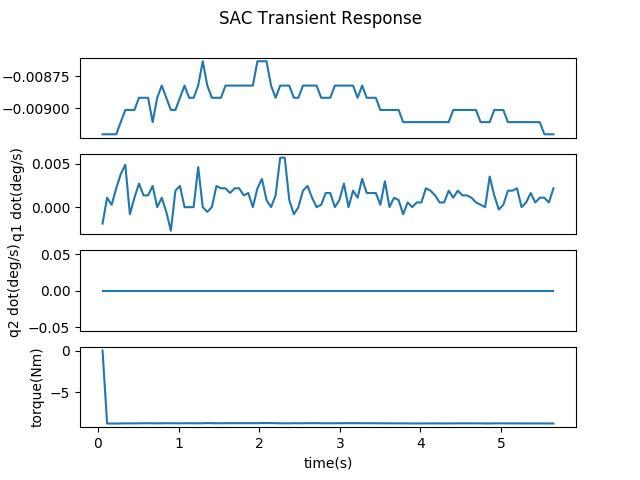 SAC Transient Response
−0.00875
−0.00900
0.005
0.000
q1 dot(deg/s)
0.05
0.00
−0.05
q2 dot(deg/s)
0
−5
torque(Nm)
0 1 2 3 4 5
time(s)